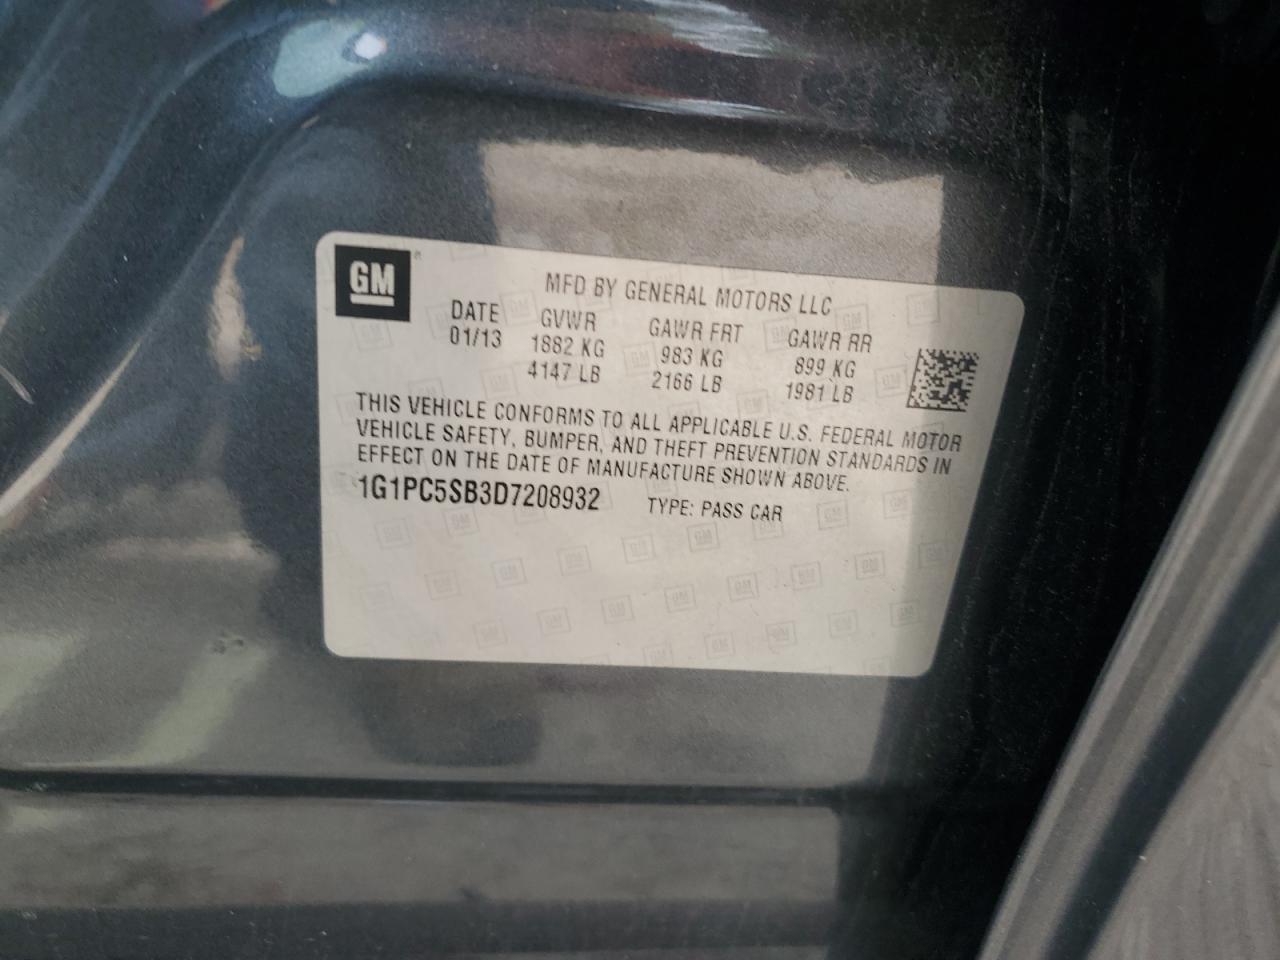 GM
MFD BY GENERAL MOTORS LLC
DATE GVWR GAWR FRT GAWR RR
01/13 1882 KG 983 KG 899 KG
4147 LB 2166 LB 1981 LB
THIS VEHICLE CONFORMS TO ALL APPLICABLE U.S. FEDERAL MOTOR
VEHICLE SAFETY, BUMPER, AND THEFT PREVENTION STANDARDS IN
EFFECT ON THE DATE OF MANUFACTURE SHOWN ABOVE.
1G1PC5SB3D7208932 TYPE: PASS CAR